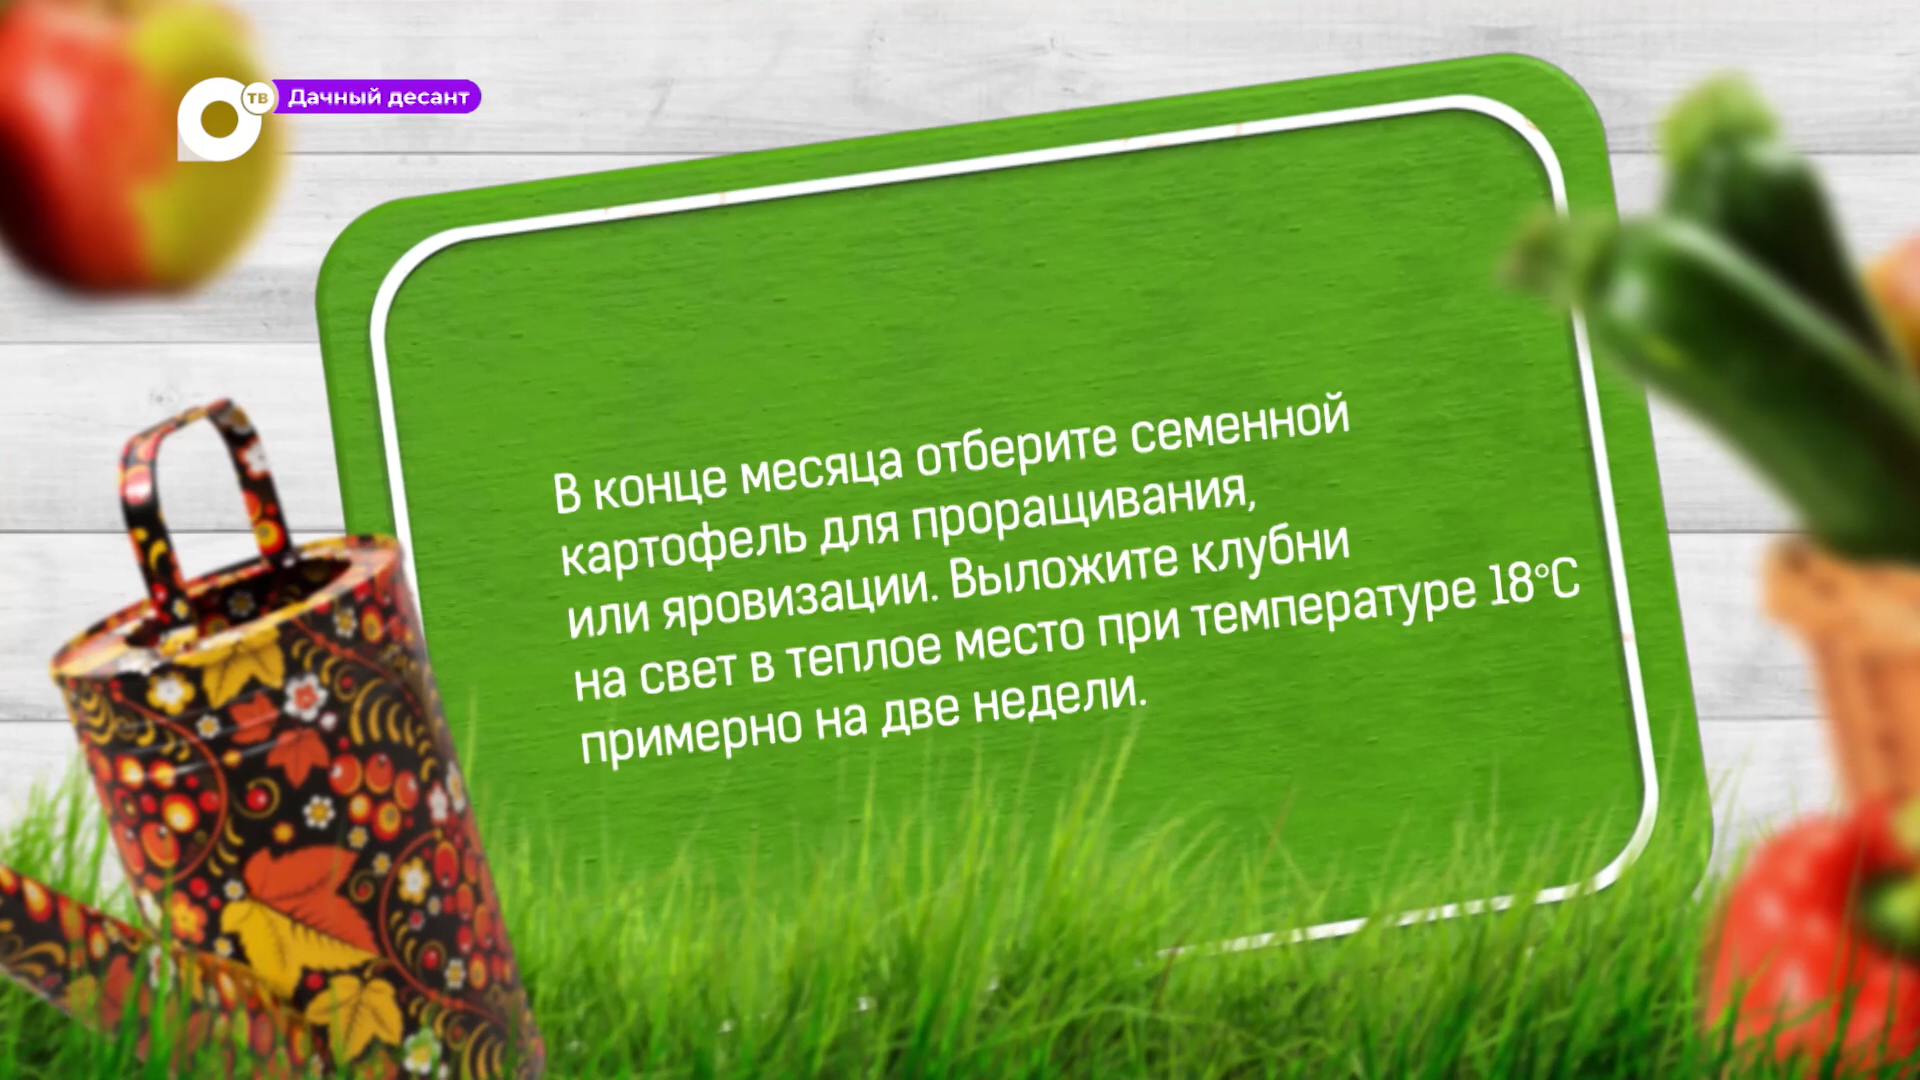 ТВ
Дачный десант
В конце месяца отберите семенной
картофель для проращивания,
или яровизации. Выложите клубни
на свет в теплое место при температуре 18°С
примерно на две недели.